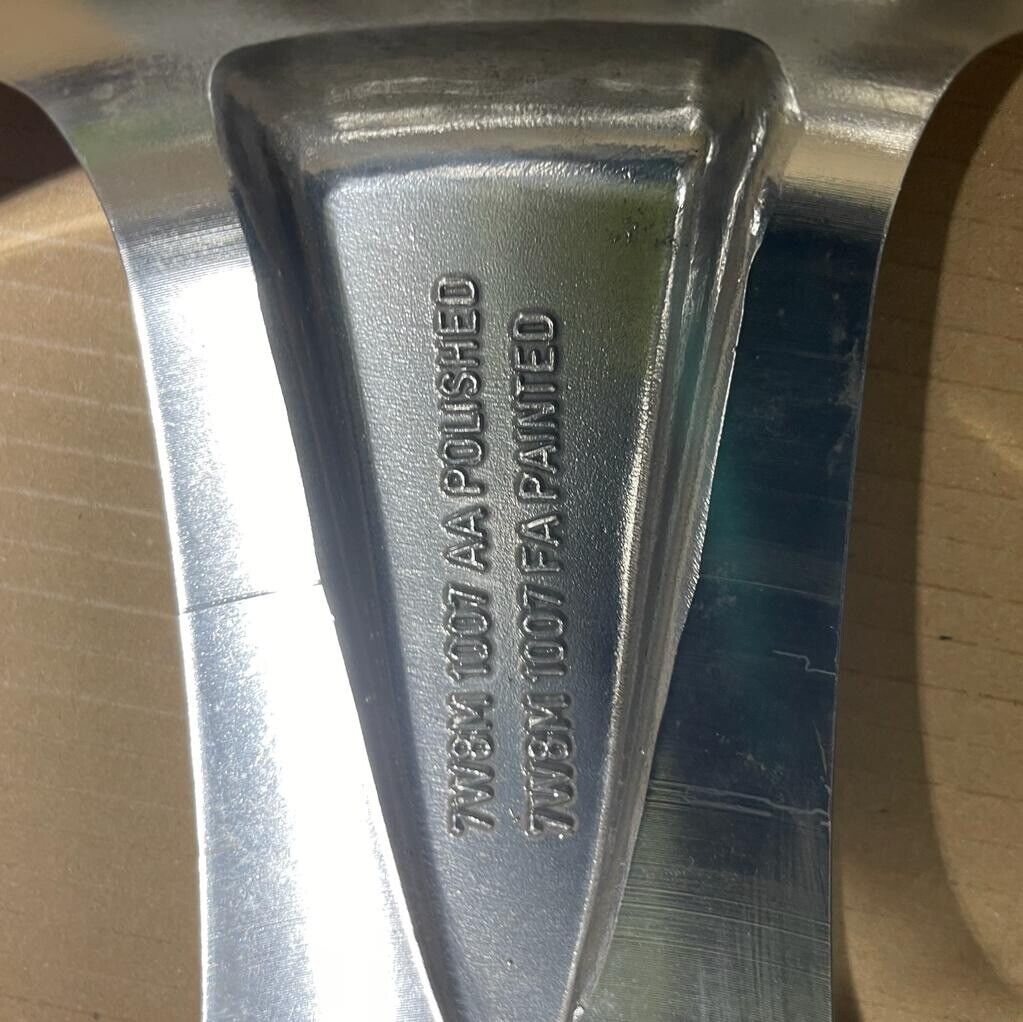 7W8M 1007 AA POLISHED
7W8M 1007 FA PAINTED